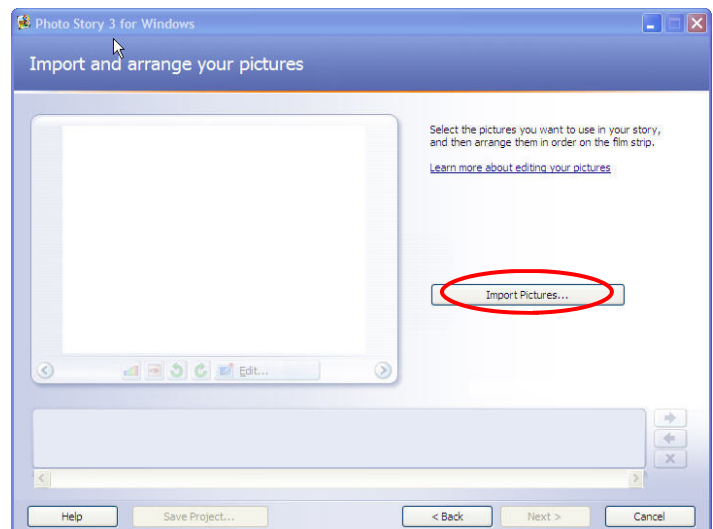 Photo Story 3 for Windows
Import and arrange your pictures
Select the pictures you want to use in your story,
and then arrange them in order on the film strip.
Learn more about editing your pictures
Import Pictures...
Edit...
Help
Save Project...
< Back
Next >
Cancel